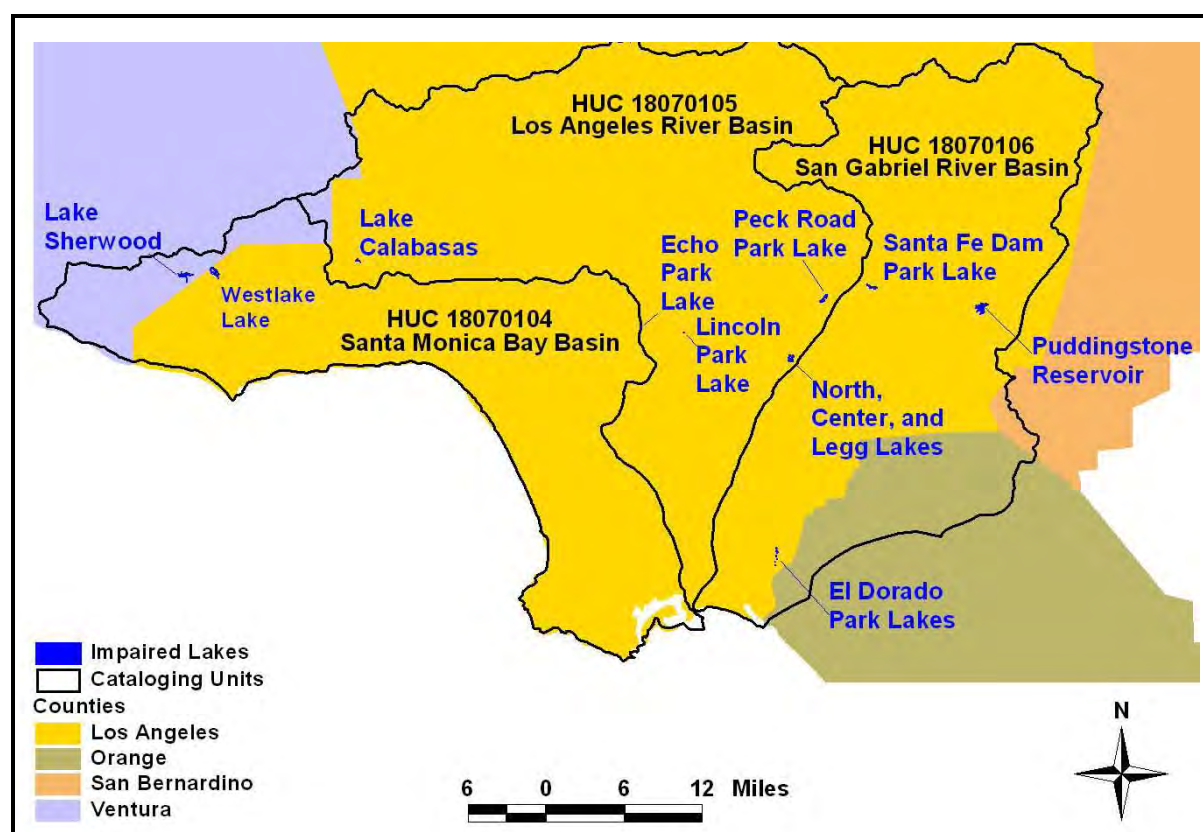 HUC 18070105
Los Angeles River Basin
HUC 18070106
San Gabriel River Basin
Lake
Sherwood
Lake
Calabasas
Westlake
Lake
Echo
Park
Lake
Peck Road
Park Lake
Santa Fe Dam
Park Lake
HUC 18070104
Santa Monica Bay Basin
Lincoln
Park
Lake
Puddingstone
Reservoir
North,
Center, and
Legg Lakes
El Dorado
Park Lakes
Impaired Lakes
Cataloging Units
Counties
Los Angeles
Orange
San Bernardino
Ventura
6 0 6 12 Miles
N